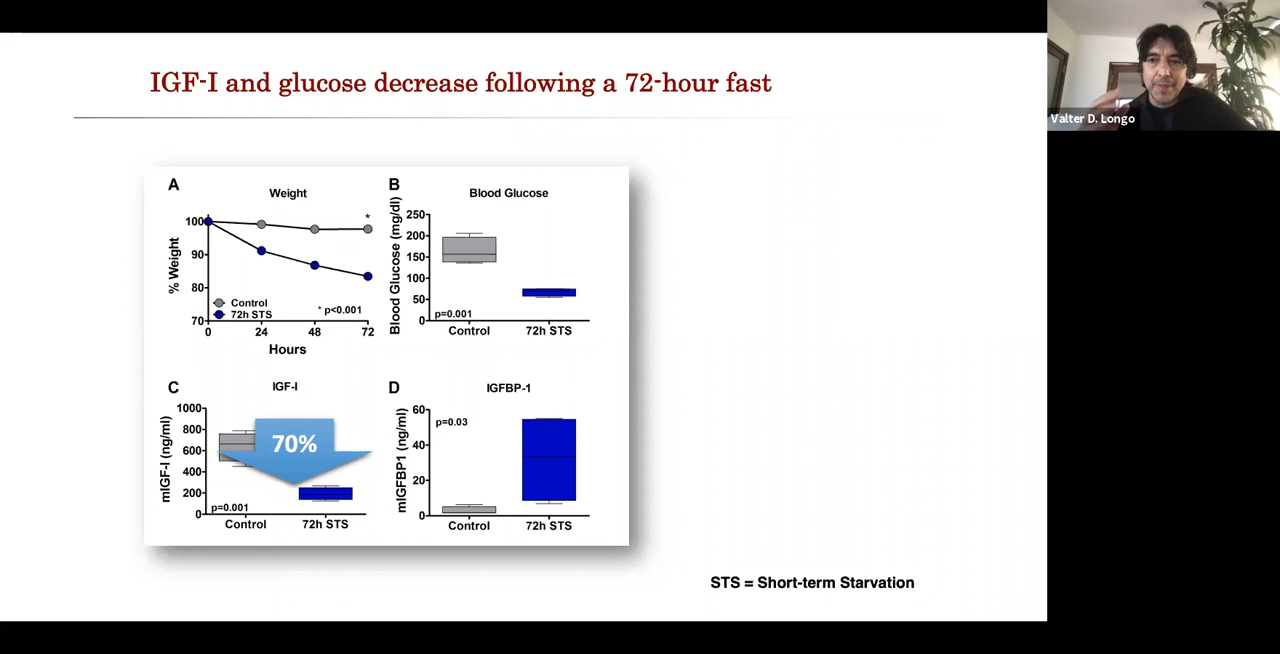 IGF-I and glucose decrease following a 72-hour fast
Valter D. Longo
A
Weight
% Weight
100
90
80
70
*
Control
72h STS
* p<0.001
0 24 48 72
Hours
B
Blood Glucose
Blood Glucose (mg/dl)
250
200
150
100
50
0
p=0.001
Control 72h STS
C
IGF-I
mIGF-I (ng/ml)
1000
800
600
400
200
0
70%
p=0.001
Control 72h STS
D
IGFBP-1
mIGFBP1 (ng/ml)
60
40
20
0
p=0.03
Control 72h STS
STS = Short-term Starvation